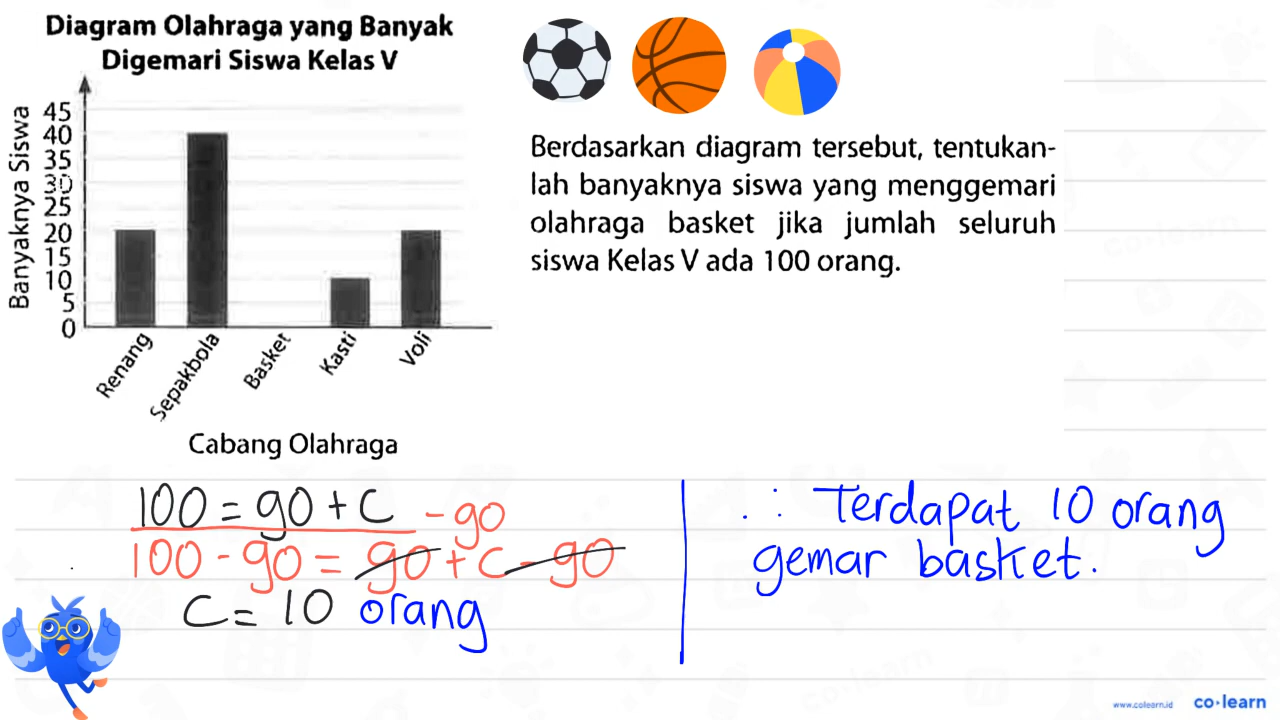 Diagram Olahraga yang Banyak
Digemari Siswa Kelas V
Banyaknya Siswa
45
40
35
30
25
20
15
10
5
0
Renang
Sepakbola
Basket
Kasti
Voli
Cabang Olahraga
Berdasarkan diagram tersebut, tentukan-
lah banyaknya siswa yang menggemari
olahraga basket jika jumlah seluruh
siswa Kelas V ada 100 orang.
100 = 90 + C - 90
100 - 90 = 90 + C - 90
C = 10 orang
∴ Terdapat 10 orang
gemar basket.
www.colearn.id
co·learn